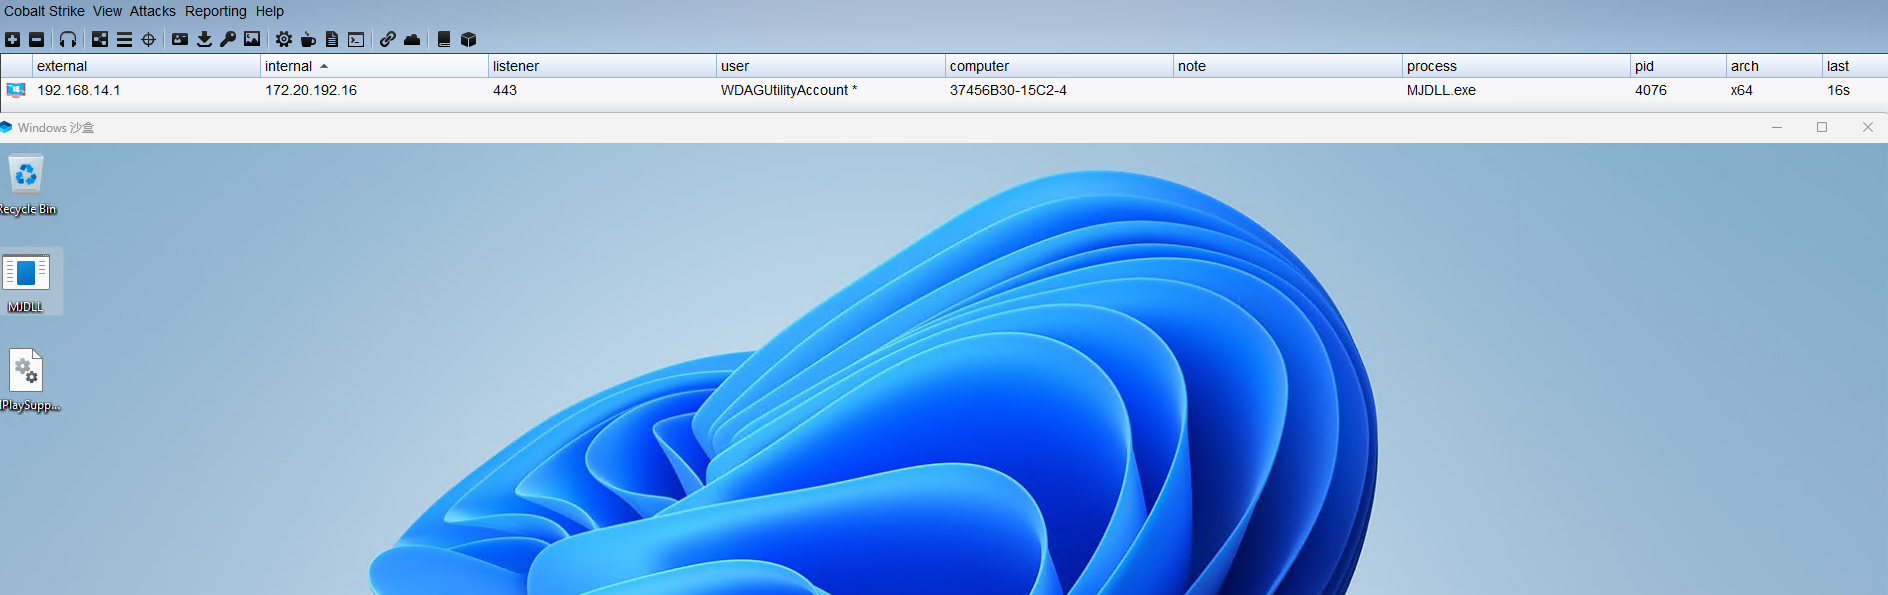 Cobalt Strike View Attacks Reporting Help
external internal listener user computer note process pid arch last
192.168.14.1 172.20.192.16 443 WDAGUtilityAccount * 37456B30-15C2-4 MJDLL.exe 4076 x64 16s
Windows 沙盒
Recycle Bin
MJDLL
IPlaySupp...